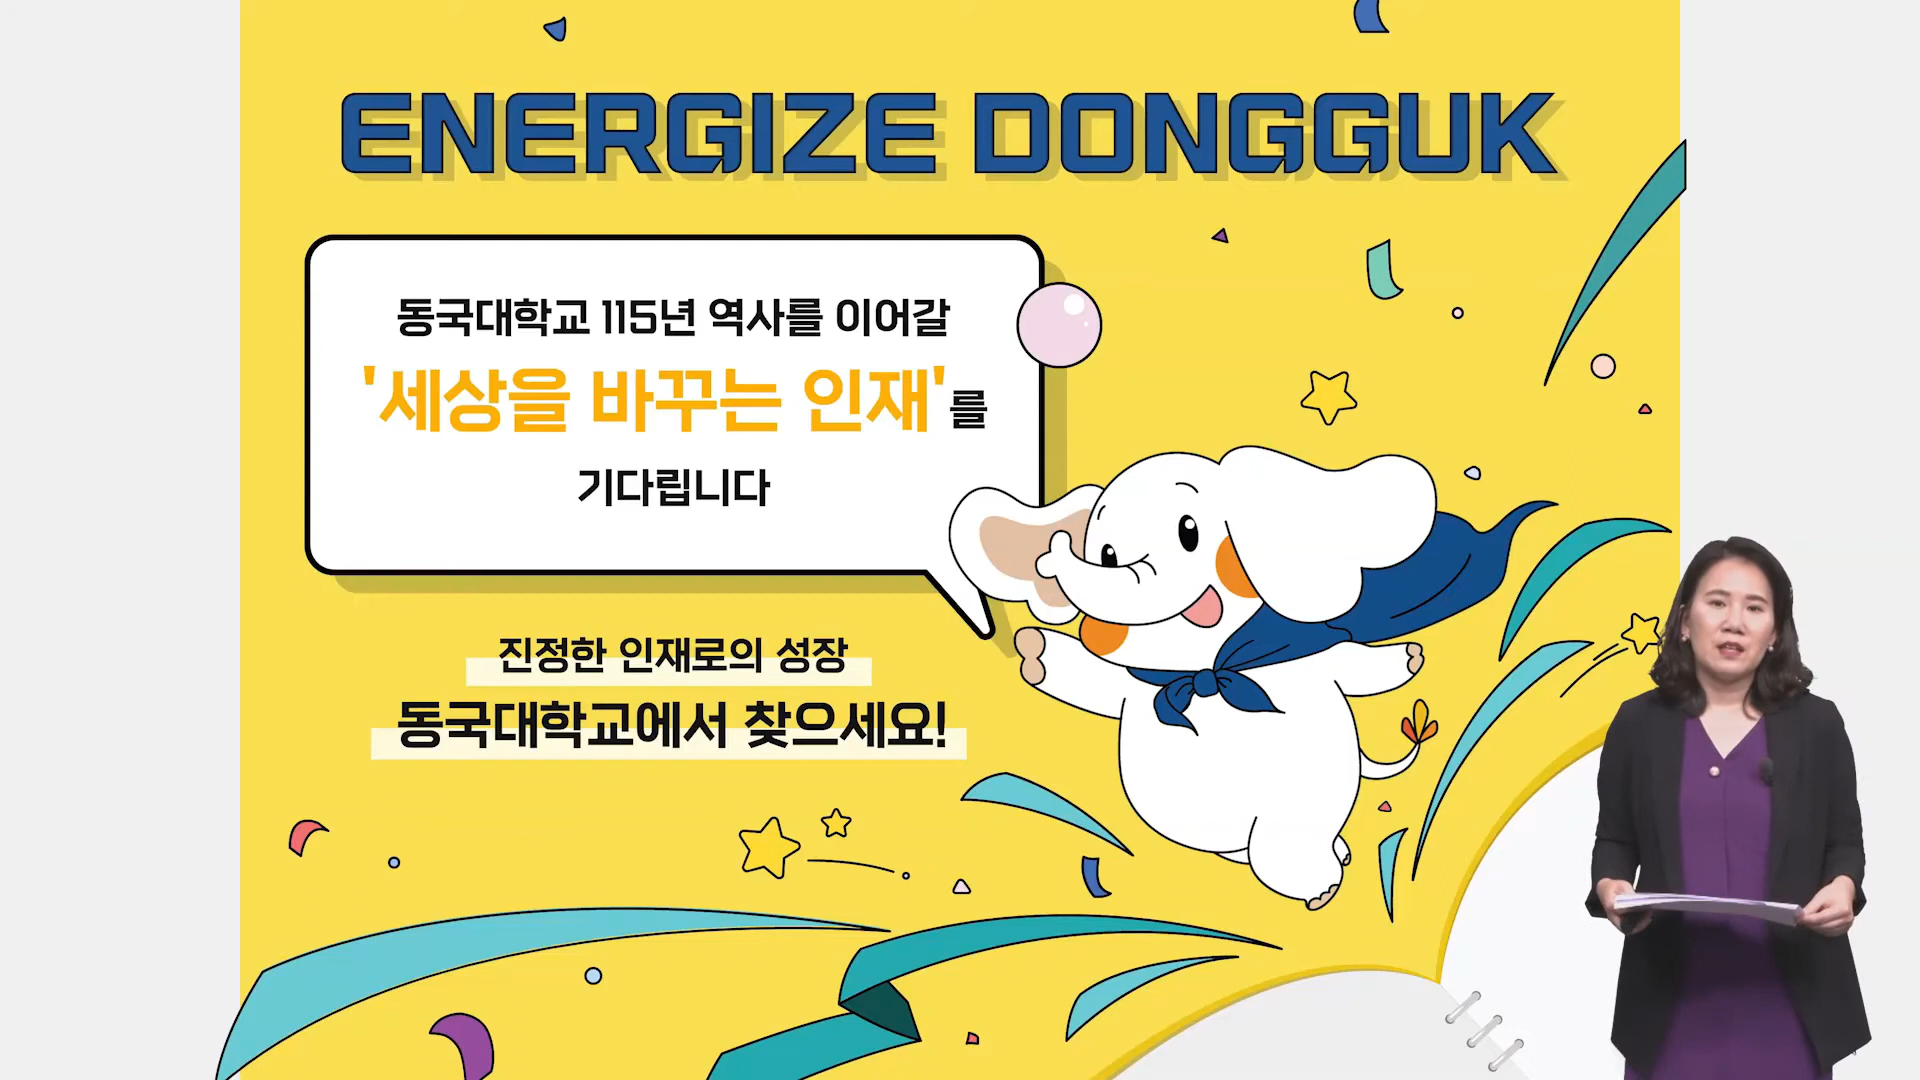 ENERGIZE DONGGUK
동국대학교 115년 역사를 이어갈
'세상을 바꾸는 인재'를
기다립니다
진정한 인재로의 성장
동국대학교에서 찾으세요!